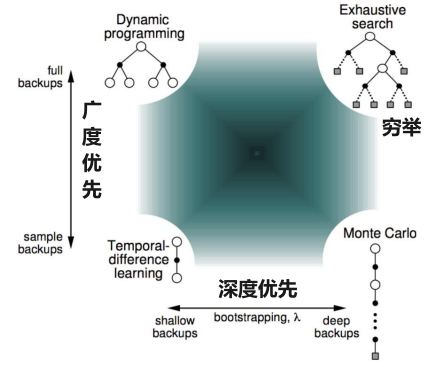 Dynamic
programming
Exhaustive
search
full
backups
广
度
优
先
穷举
sample
backups
Temporal-
difference
learning
Monte Carlo
深度优先
shallow
backups
bootstrapping, λ
deep
backups